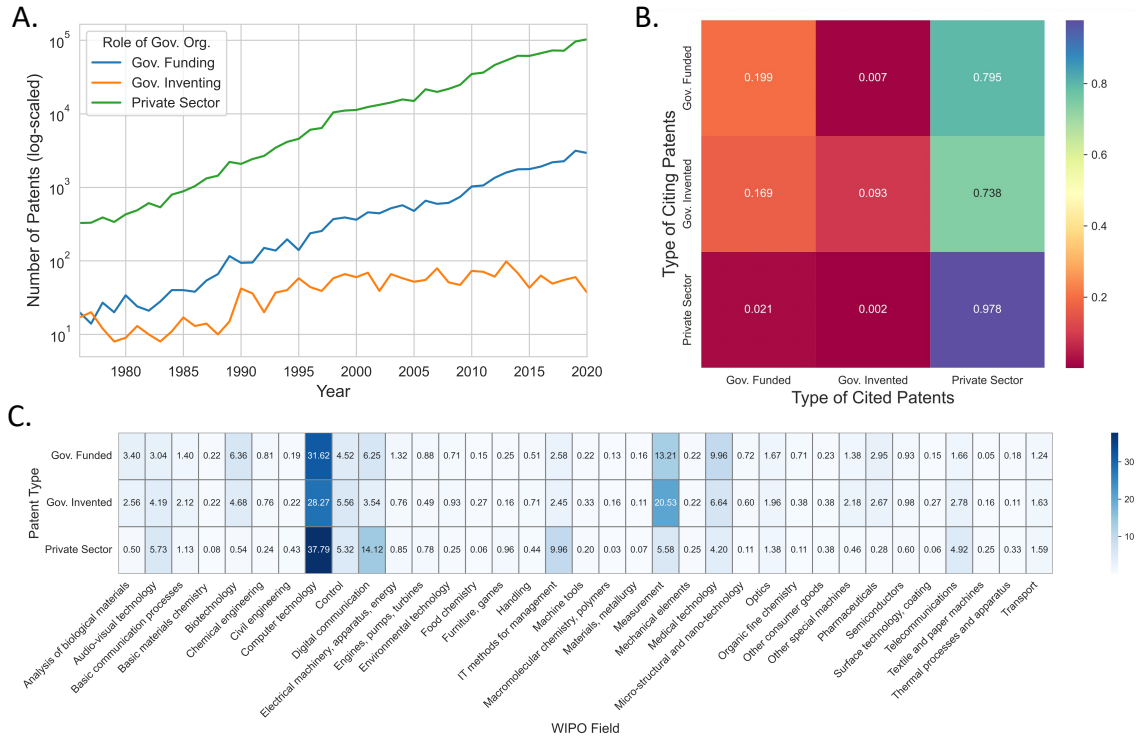 A.
Number of Patents (log-scaled)
10^5
10^4
10^3
10^2
10^1
Role of Gov. Org.
Gov. Funding
Gov. Inventing
Private Sector
1980 1985 1990 1995 2000 2005 2010 2015 2020
Year
B.
Type of Citing Patents
Gov. Funded
0.199 0.007 0.795
Gov. Invented
0.169 0.093 0.738
Private Sector
0.021 0.002 0.978
Gov. Funded Gov. Invented Private Sector
Type of Cited Patents
0.8
0.6
0.4
0.2
C.
Patent Type
Gov. Funded 3.40 3.04 1.40 0.22 6.36 0.81 0.19 31.62 4.52 6.25 1.32 0.88 0.71 0.15 0.25 0.51 2.58 0.22 0.13 0.16 13.21 0.22 9.96 0.72 1.67 0.71 0.23 1.38 2.95 0.93 0.15 1.66 0.05 0.18 1.24
Gov. Invented 2.56 4.19 2.12 0.22 4.68 0.76 0.22 28.27 5.56 3.54 0.76 0.49 0.93 0.27 0.16 0.71 2.45 0.33 0.16 0.11 20.53 0.22 6.64 0.60 1.96 0.38 0.38 2.18 2.67 0.98 0.27 2.78 0.16 0.11 1.63
Private Sector 0.50 5.73 1.13 0.08 0.54 0.24 0.43 37.79 5.32 14.12 0.85 0.78 0.25 0.06 0.96 0.44 9.96 0.20 0.03 0.07 5.58 0.25 4.20 0.11 1.38 0.11 0.38 0.46 0.28 0.60 0.06 4.92 0.25 0.33 1.59
Analysis of biological materials
Audio-visual technology
Basic communication processes
Basic materials chemistry
Biotechnology
Chemical engineering
Civil engineering
Computer technology
Control
Digital communication
Electrical machinery, apparatus, energy
Engines, pumps, turbines
Environmental technology
Food chemistry
Furniture, games
Handling
IT methods for management
Machine tools
Macromolecular chemistry, polymers
Materials, metallurgy
Measurement
Mechanical elements
Medical technology
Micro-structural and nano-technology
Optics
Organic fine chemistry
Other consumer goods
Other special machines
Pharmaceuticals
Semiconductors
Surface technology, coating
Telecommunications
Textile and paper machines
Thermal processes and apparatus
Transport
WIPO Field
30
20
10
0